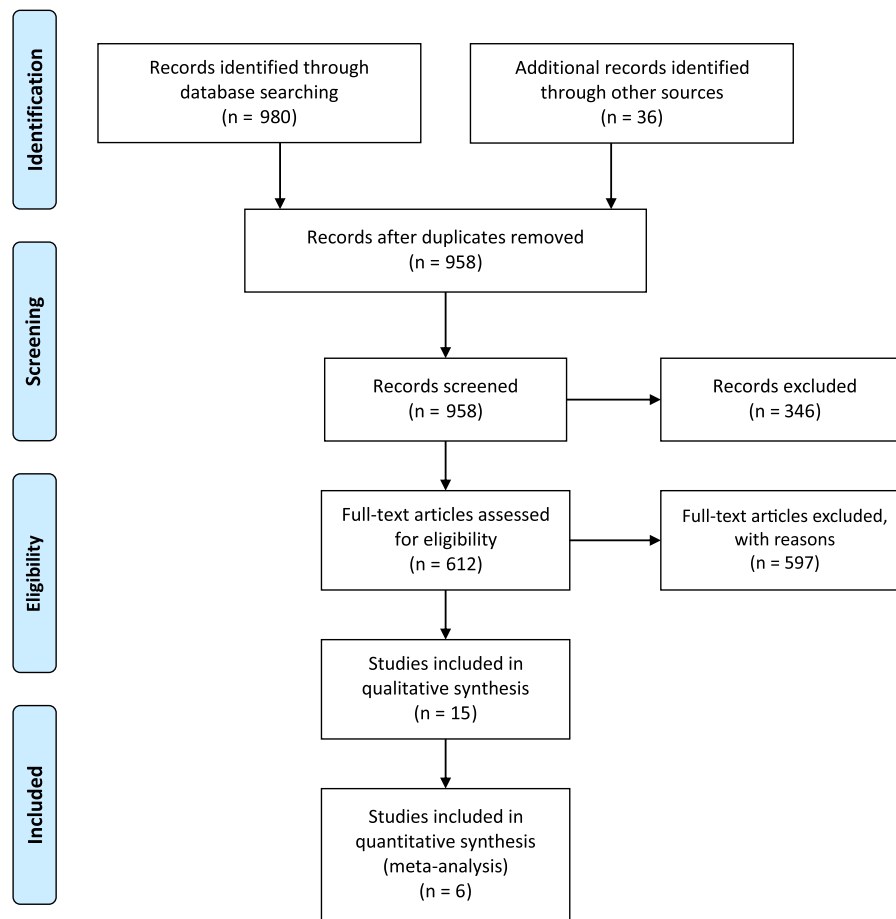 Identification
Records identified through
database searching
(n = 980)
Additional records identified
through other sources
(n = 36)
Records after duplicates removed
(n = 958)
Screening
Records screened
(n = 958)
Records excluded
(n = 346)
Eligibility
Full-text articles assessed
for eligibility
(n = 612)
Full-text articles excluded,
with reasons
(n = 597)
Studies included in
qualitative synthesis
(n = 15)
Included
Studies included in
quantitative synthesis
(meta-analysis)
(n = 6)